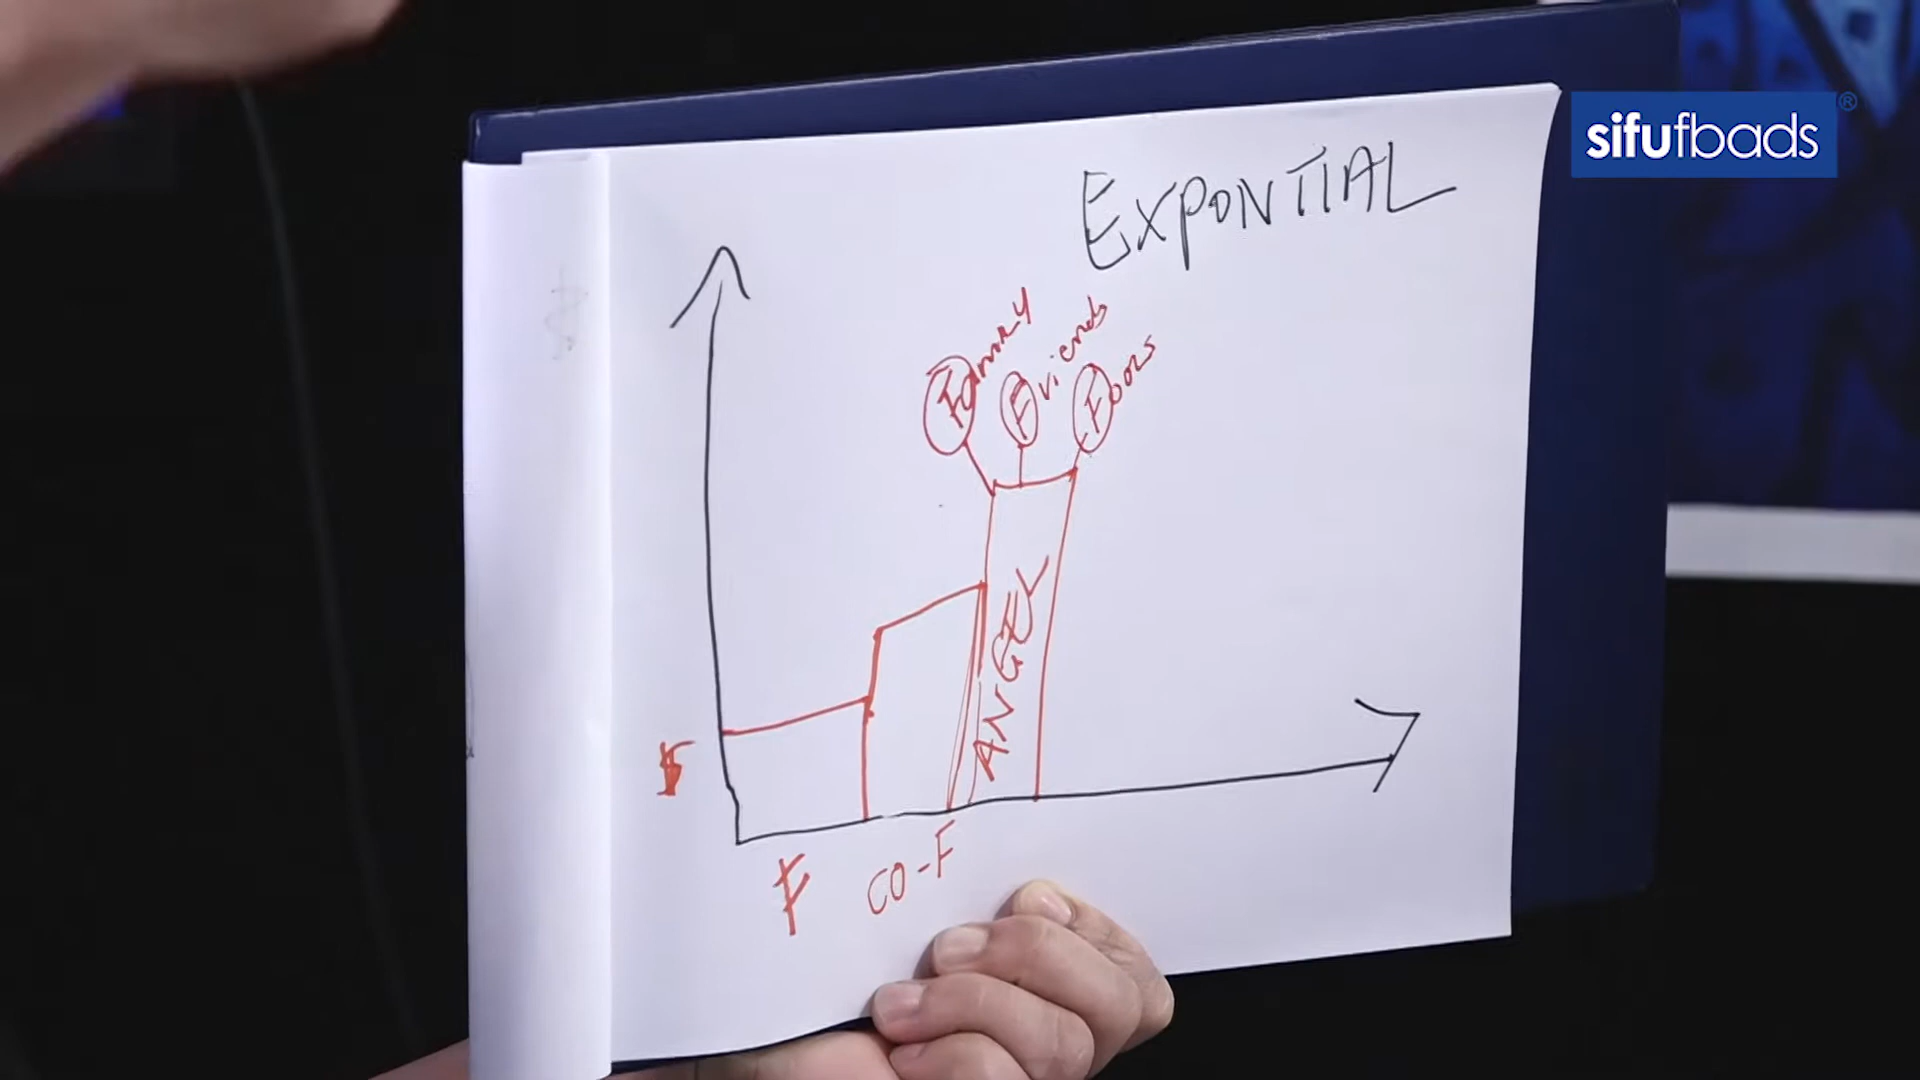 sifufbads®
EXPONTIAL
Family
Friends
Fools
ANGEL
$
F
CO-F